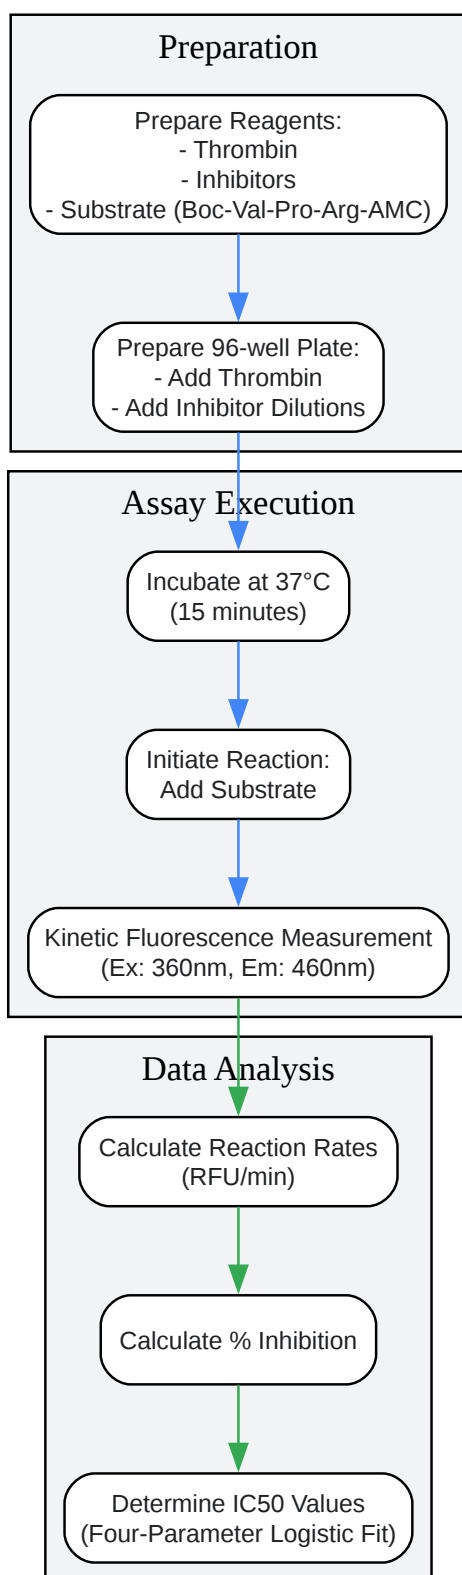 Preparation
Prepare Reagents:
- Thrombin
- Inhibitors
- Substrate (Boc-Val-Pro-Arg-AMC)
Prepare 96-well Plate:
- Add Thrombin
- Add Inhibitor Dilutions
Assay Execution
Incubate at 37°C
(15 minutes)
Initiate Reaction:
Add Substrate
Kinetic Fluorescence Measurement
(Ex: 360nm, Em: 460nm)
Data Analysis
Calculate Reaction Rates
(RFU/min)
Calculate % Inhibition
Determine IC50 Values
(Four-Parameter Logistic Fit)